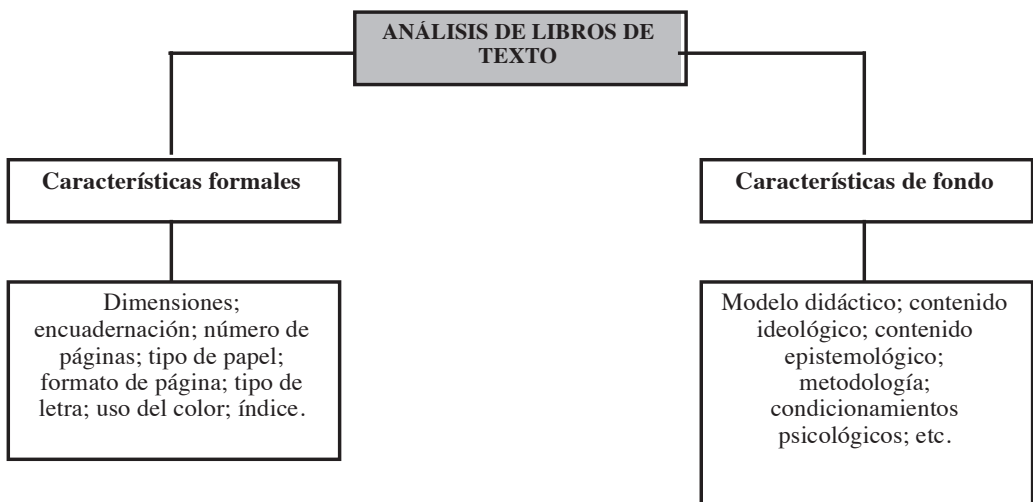 ANÁLISIS DE LIBROS DE
TEXTO
Características formales
Características de fondo
Dimensiones;
encuadernación; número de
páginas; tipo de papel;
formato de página; tipo de
letra; uso del color; índice.
Modelo didáctico; contenido
ideológico; contenido
epistemológico;
metodología;
condicionamientos
psicológicos; etc.